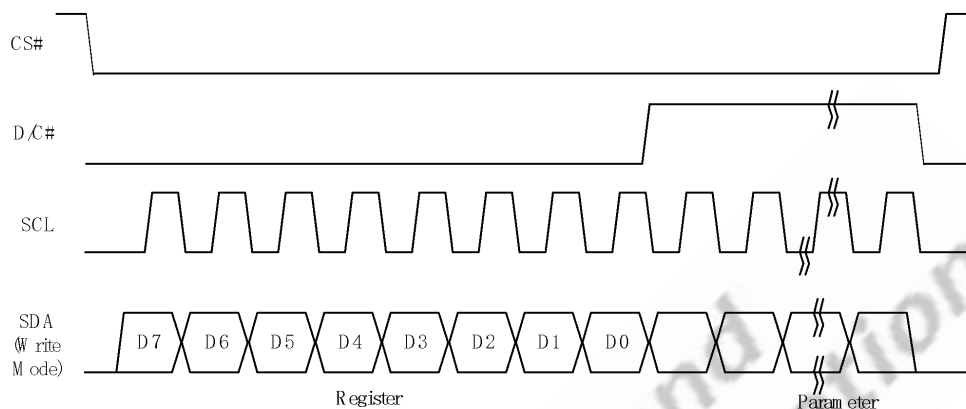 CS#
D/C#
SCL
SDA
(Write
Mode)
D7 D6 D5 D4 D3 D2 D1 D0
Register
Parameter